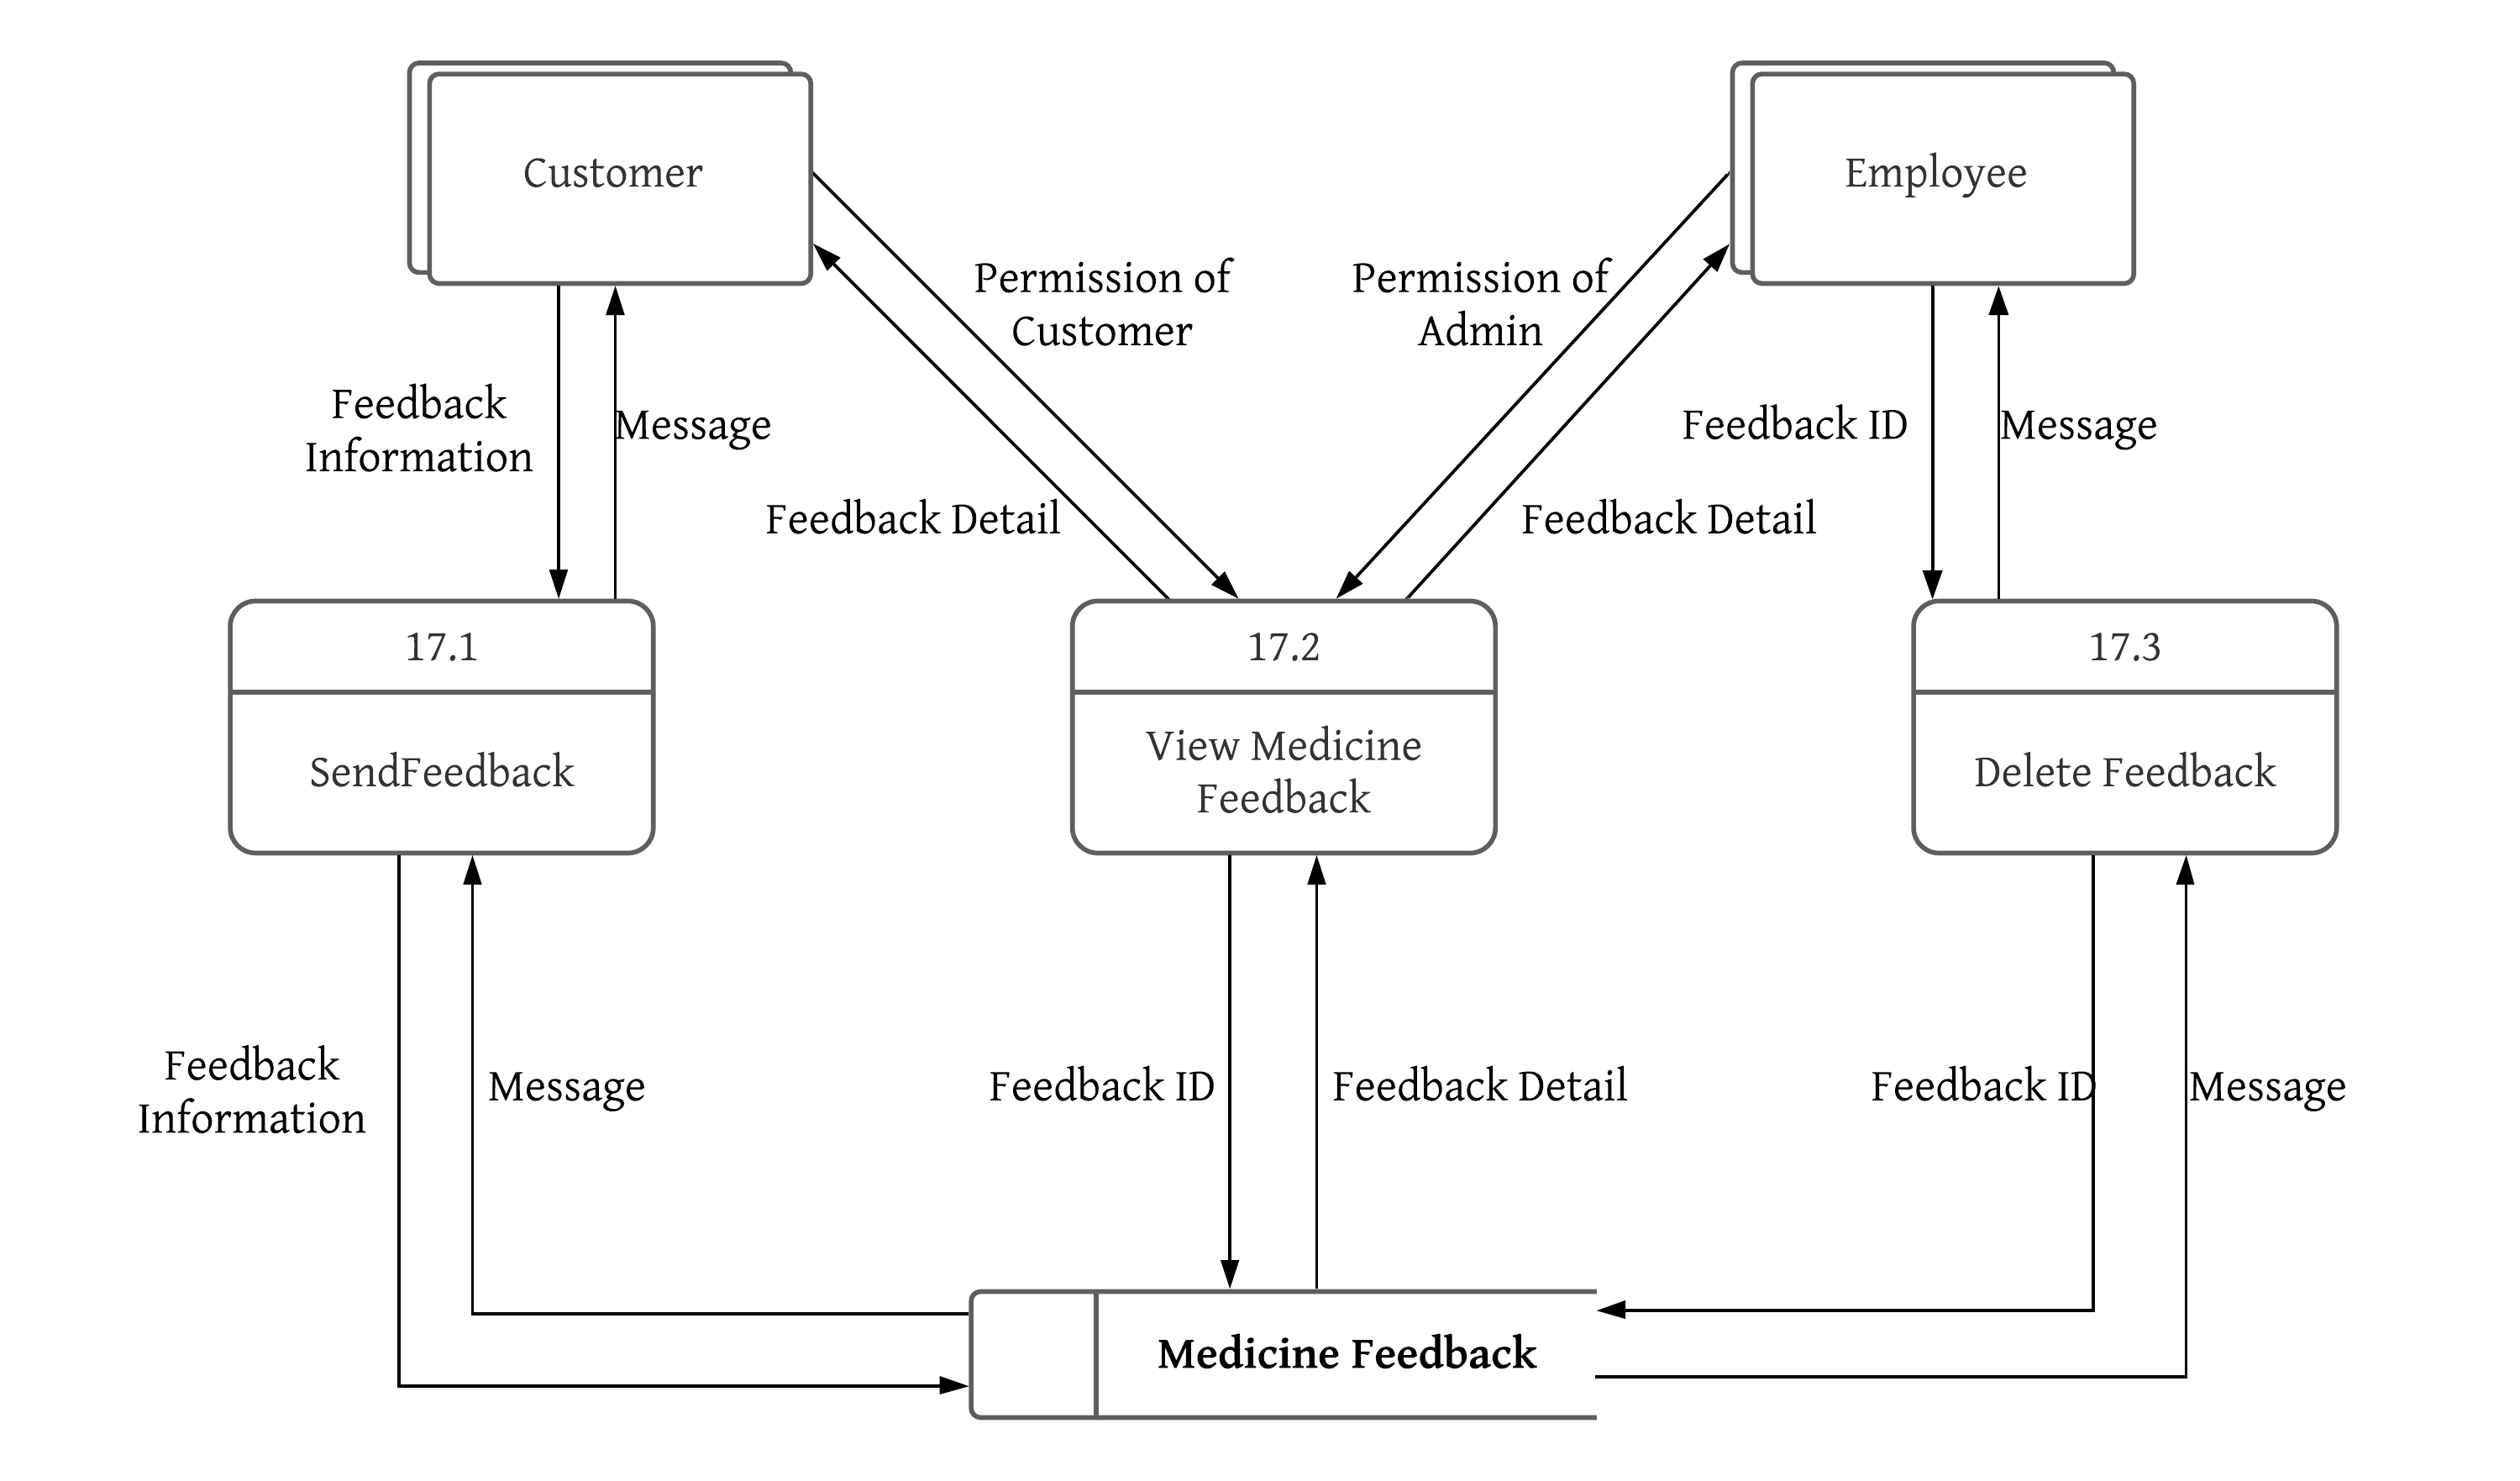 Customer
Employee
Permission of
Customer
Permission of
Admin
Feedback
Information
Message
Feedback ID
Message
Feedback Detail
Feedback Detail
17.1
SendFeedback
17.2
View Medicine
Feedback
17.3
Delete Feedback
Feedback
Information
Message
Feedback ID
Feedback Detail
Feedback ID
Message
Medicine Feedback